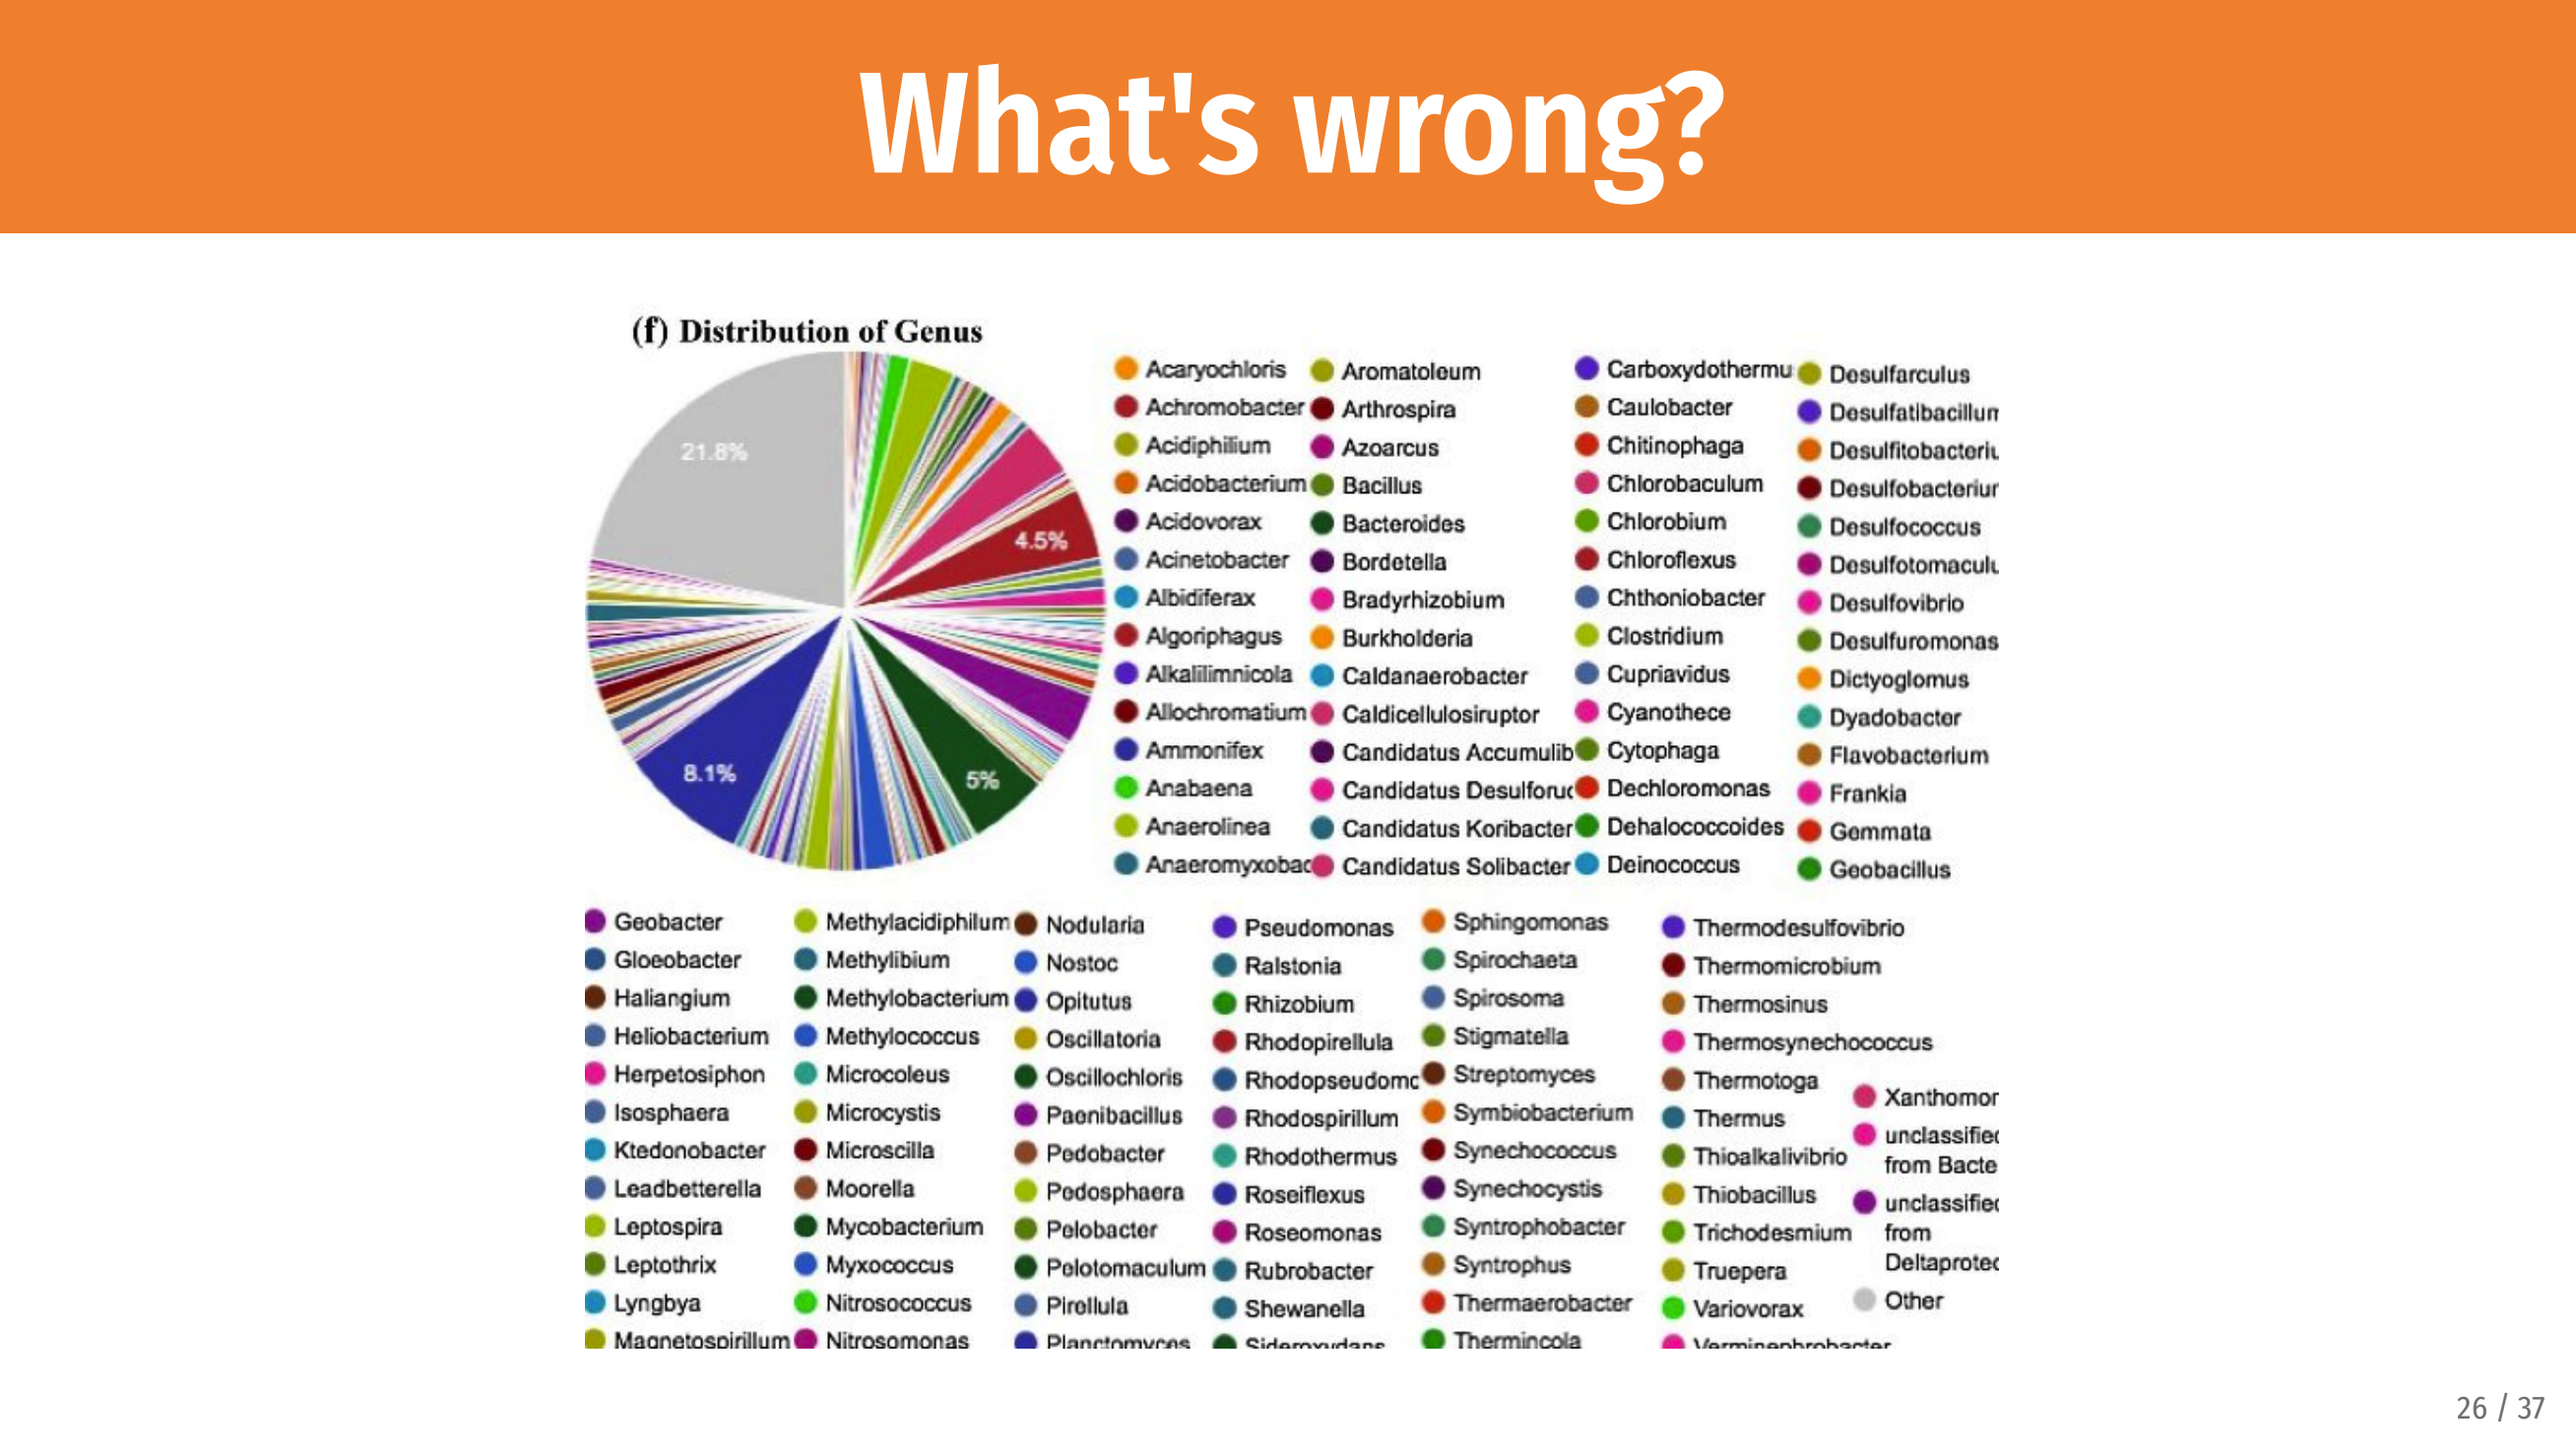 What's wrong?
(f) Distribution of Genus
21.8%
4.5%
8.1%
5%
Acaryochloris
Achromobacter
Acidiphilium
Acidobacterium
Acidovorax
Acinetobacter
Albidiferax
Algoriphagus
Alkalilimnicola
Allochromatium
Ammonifex
Anabaena
Anaerolinea
Anaeromyxobac
Aromatoleum
Arthrospira
Azoarcus
Bacillus
Bacteroides
Bordetella
Bradyrhizobium
Burkholderia
Caldanaerobacter
Caldicellulosiruptor
Candidatus Accumulib
Candidatus Desulforuc
Candidatus Koribacter
Candidatus Solibacter
Carboxydothermu
Caulobacter
Chitinophaga
Chlorobaculum
Chlorobium
Chloroflexus
Chthoniobacter
Clostridium
Cupriavidus
Cyanothece
Cytophaga
Dechloromonas
Dehalococcoides
Deinococcus
Desulfarculus
Desulfatibacillum
Desulfitobacteriu
Desulfobacteriur
Desulfococcus
Desulfotomaculu
Desulfovibrio
Desulfuromonas
Dictyoglomus
Dyadobacter
Flavobacterium
Frankia
Gemmata
Geobacillus
Geobacter
Gloeobacter
Haliangium
Heliobacterium
Herpetosiphon
Isosphaera
Ktedonobacter
Leadbetterella
Leptospira
Leptothrix
Lyngbya
Magnetospirillum
Methylacidiphilum
Methylibium
Methylobacterium
Methylococcus
Microcoleus
Microcystis
Microscilla
Moorella
Mycobacterium
Myxococcus
Nitrosococcus
Nitrosomonas
Nodularia
Nostoc
Opitutus
Oscillatoria
Oscillochloris
Paenibacillus
Pedobacter
Pedosphaera
Pelobacter
Pelotomaculum
Pirellula
Planctomyces
Pseudomonas
Ralstonia
Rhizobium
Rhodopirellula
Rhodopseudomo
Rhodospirillum
Rhodothermus
Roseiflexus
Roseomonas
Rubrobacter
Shewanella
Sideroxydans
Sphingomonas
Spirochaeta
Spirosoma
Stigmatella
Streptomyces
Symbiobacterium
Synechococcus
Synechocystis
Syntrophobacter
Syntrophus
Thermaerobacter
Thermincola
Thermodesulfovibrio
Thermomicrobium
Thermosinus
Thermosynechococcus
Thermotoga
Thermus
Thioalkalivibrio
Thiobacillus
Trichodesmium
Truepera
Variovorax
Verminephrobacter
Xanthomor
unclassified
from Bacte
unclassified
from
Deltaproteo
Other
26 / 37